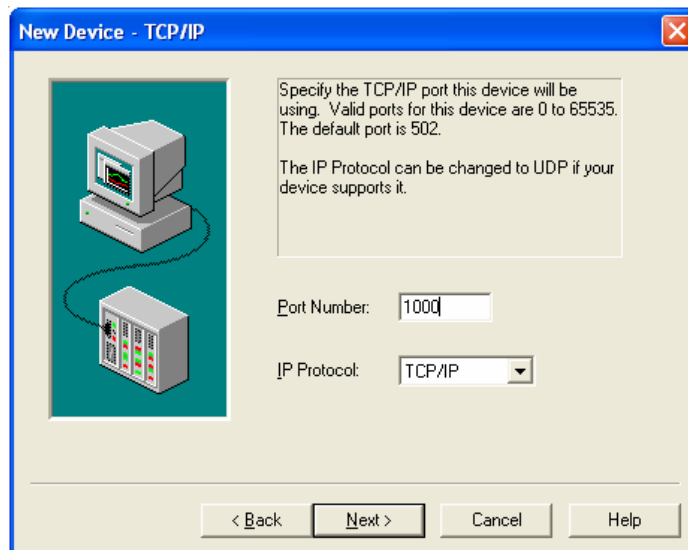 New Device - TCP/IP
Specify the TCP/IP port this device will be
using. Valid ports for this device are 0 to 65535.
The default port is 502.
The IP Protocol can be changed to UDP if your
device supports it.
Port Number: 1000
IP Protocol: TCP/IP
< Back Next > Cancel Help